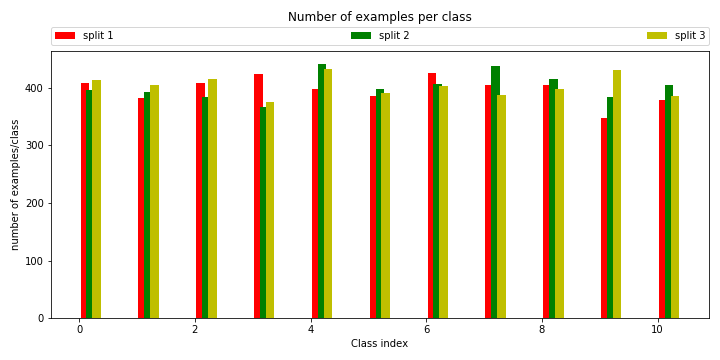 Number of examples per class
split 1 split 2 split 3
number of examples/class
400
300
200
100
0
0 2 4 6 8 10
Class index